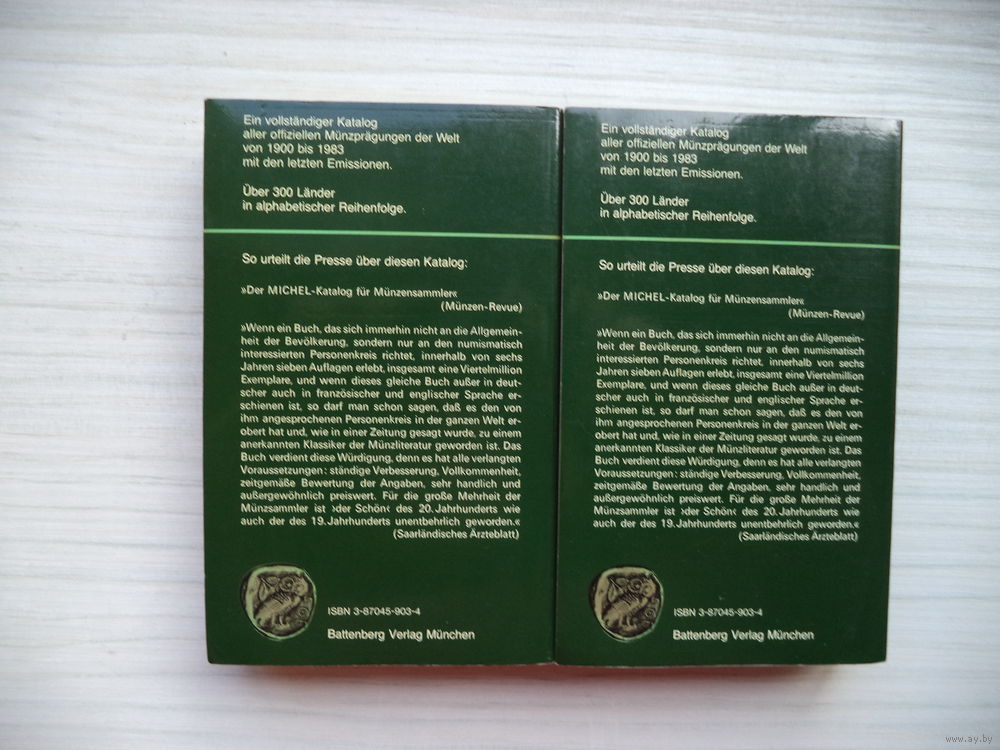 Ein vollständiger Katalog
aller offiziellen Münzprägungen der Welt
von 1900 bis 1983
mit den letzten Emissionen.
Über 300 Länder
in alphabetischer Reihenfolge.
So urteilt die Presse über diesen Katalog:
»Der MICHEL-Katalog für Münzensammler«
(Münzen-Revue)
»Wenn ein Buch, das sich immerhin nicht an die Allgemein-
heit der Bevölkerung, sondern nur an den numismatisch
interessierten Personenkreis richtet, innerhalb von sechs
Jahren sieben Auflagen erlebt, insgesamt eine Viertelmillion
Exemplare, und wenn dieses gleiche Buch außer in deut-
scher auch in französischer und englischer Sprache er-
schienen ist, so darf man schon sagen, daß es den von
ihm angesprochenen Personenkreis in der ganzen Welt er-
obert hat und, wie in einer Zeitung gesagt wurde, zu einem
anerkannten Klassiker der Münzliteratur geworden ist. Das
Buch verdient diese Würdigung, denn es hat alle verlangten
Voraussetzungen: ständige Verbesserung, Vollkommenheit,
zeitgemäße Bewertung der Angaben, sehr handlich und
außergewöhnlich preiswert. Für die große Mehrheit der
Münzsammler ist ›der Schön‹ des 20. Jahrhunderts wie
auch der des 19. Jahrhunderts unentbehrlich geworden.«
(Saarländisches Ärzteblatt)
ISBN 3-87045-903-4
Battenberg Verlag München
Ein vollständiger Katalog
aller offiziellen Münzprägungen der Welt
von 1900 bis 1983
mit den letzten Emissionen.
Über 300 Länder
in alphabetischer Reihenfolge.
So urteilt die Presse über diesen Katalog:
»Der MICHEL-Katalog für Münzensammler«
(Münzen-Revue)
»Wenn ein Buch, das sich immerhin nicht an die Allgemein-
heit der Bevölkerung, sondern nur an den numismatisch
interessierten Personenkreis richtet, innerhalb von sechs
Jahren sieben Auflagen erlebt, insgesamt eine Viertelmillion
Exemplare, und wenn dieses gleiche Buch außer in deut-
scher auch in französischer und englischer Sprache er-
schienen ist, so darf man schon sagen, daß es den von
ihm angesprochenen Personenkreis in der ganzen Welt er-
obert hat und, wie in einer Zeitung gesagt wurde, zu einem
anerkannten Klassiker der Münzliteratur geworden ist. Das
Buch verdient diese Würdigung, denn es hat alle verlangten
Voraussetzungen: ständige Verbesserung, Vollkommenheit,
zeitgemäße Bewertung der Angaben, sehr handlich und
außergewöhnlich preiswert. Für die große Mehrheit der
Münzsammler ist ›der Schön‹ des 20. Jahrhunderts wie
auch der des 19. Jahrhunderts unentbehrlich geworden.«
(Saarländisches Ärzteblatt)
ISBN 3-87045-903-4
Battenberg Verlag München
www.ay.by